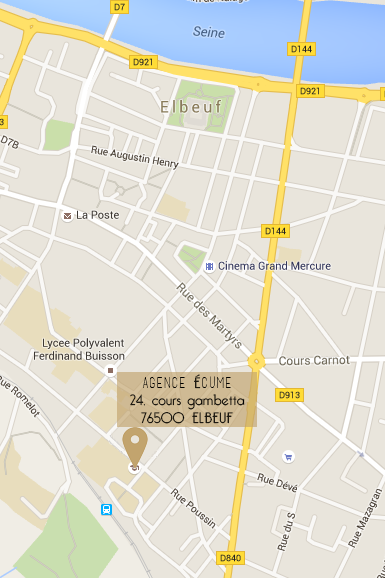 D7
Seine
D144
D921
D921
Elbeuf
D7B
Rue Augustin Henry
La Poste
D144
Cinema Grand Mercure
Rue des Martyrs
Lycee Polyvalent
Ferdinand Buisson
Cours Carnot
Rue Romelot
AGENCE ÉCUME
24, cours gambetta
76500 ELBEUF
D913
Rue Dévé
Rue Poussin
Rue du S
Rue Mazagran
D840